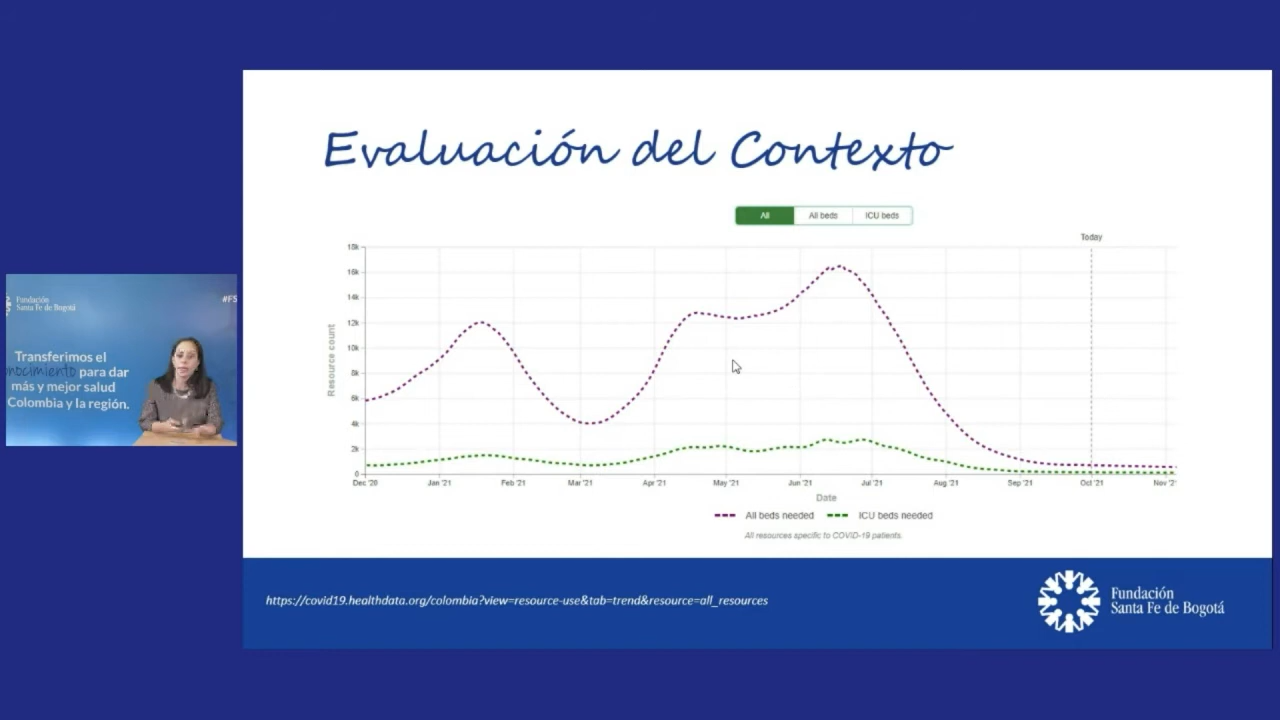 Evaluación del Contexto
All
All beds
ICU beds
Today
18k
16k
14k
12k
10k
8k
6k
4k
2k
0
Resource count
Dec '20
Jan '21
Feb '21
Mar '21
Apr '21
May '21
Jun '21
Jul '21
Aug '21
Sep '21
Oct '21
Nov '2
Date
All beds needed
ICU beds needed
All resources specific to COVID-19 patients.
https://covid19.healthdata.org/colombia?view=resource-use&tab=trend&resource=all_resources
Fundación
Santa Fe de Bogotá
Fundación
Santa Fe de Bogotá
#FS
Transferimos el
onocimiento para dar
más y mejor salud
Colombia y la región.